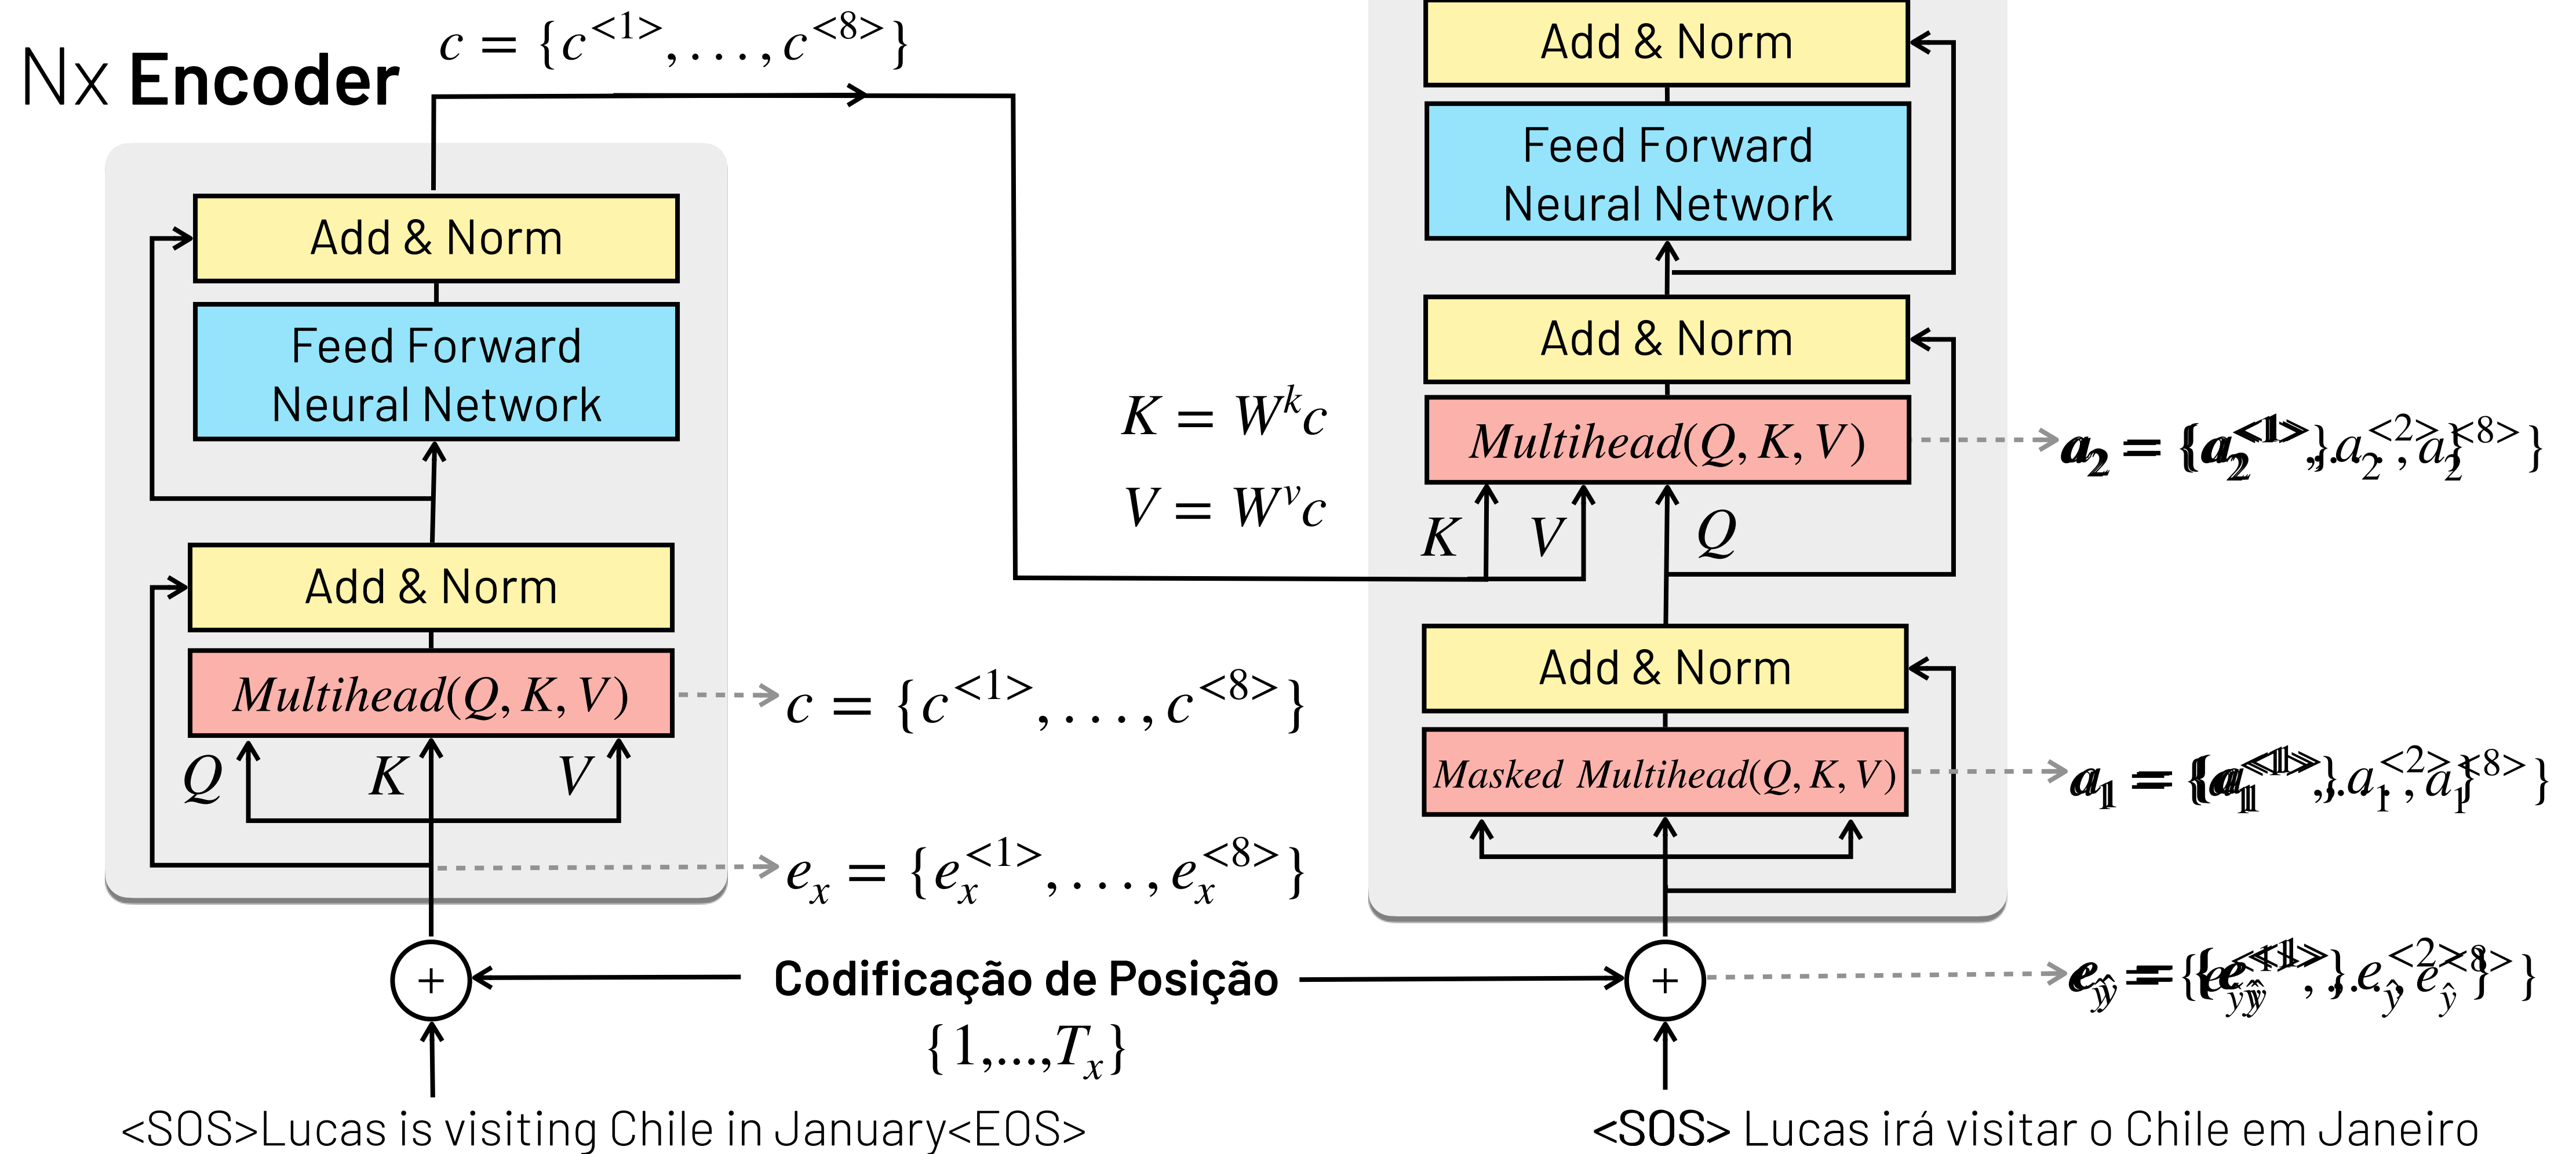 Nx Encoder
c = {c^{<1>}, . . . , c^{<8>}}
Add & Norm
Feed Forward
Neural Network
Add & Norm
Multihead(Q, K, V)
Q K V
c = {c^{<1>}, . . . , c^{<8>}}
e_x = {e_x^{<1>}, . . . , e_x^{<8>}}
+
<SOS>Lucas is visiting Chile in January<EOS>
Codificação de Posição
{1,...,T_x}
K = W^k c
V = W^v c
Add & Norm
Feed Forward
Neural Network
Add & Norm
Multihead(Q, K, V)
K V Q
Add & Norm
Masked Multihead(Q, K, V)
+
<SOS> Lucas irá visitar o Chile em Janeiro